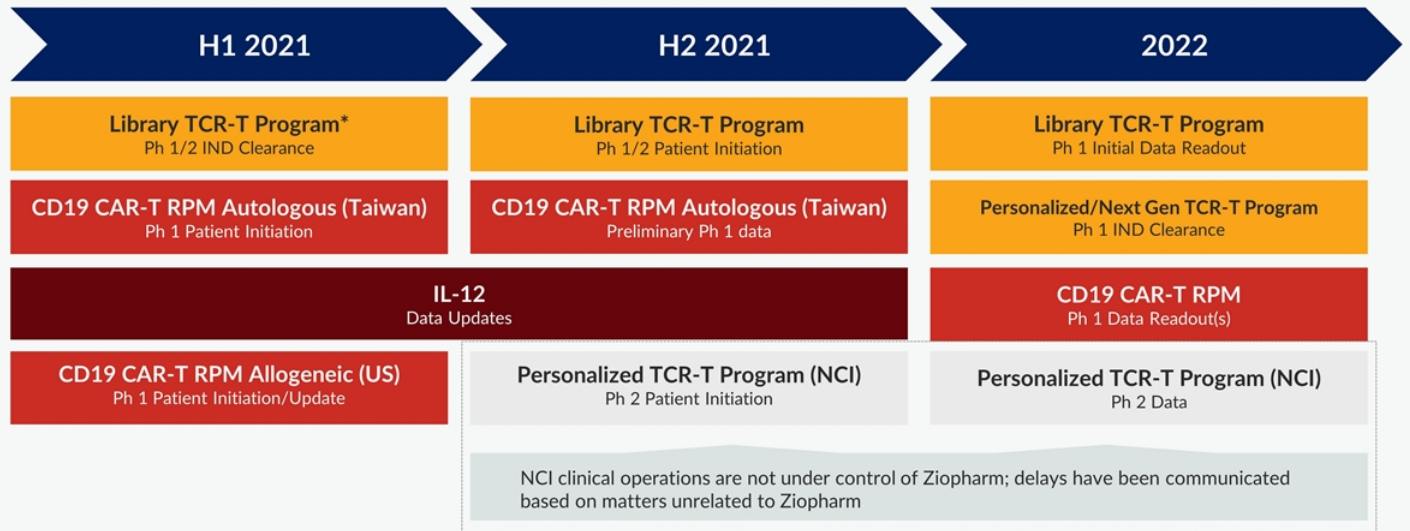 H1 2021
H2 2021
2022
Library TCR-T Program*
Ph 1/2 IND Clearance
Library TCR-T Program
Ph 1/2 Patient Initiation
Library TCR-T Program
Ph 1 Initial Data Readout
CD19 CAR-T RPM Autologous (Taiwan)
Ph 1 Patient Initiation
CD19 CAR-T RPM Autologous (Taiwan)
Preliminary Ph 1 data
Personalized/Next Gen TCR-T Program
Ph 1 IND Clearance
IL-12
Data Updates
CD19 CAR-T RPM
Ph 1 Data Readout(s)
CD19 CAR-T RPM Allogeneic (US)
Ph 1 Patient Initiation/Update
Personalized TCR-T Program (NCI)
Ph 2 Patient Initiation
Personalized TCR-T Program (NCI)
Ph 2 Data
NCI clinical operations are not under control of Ziopharm; delays have been communicated
based on matters unrelated to Ziopharm